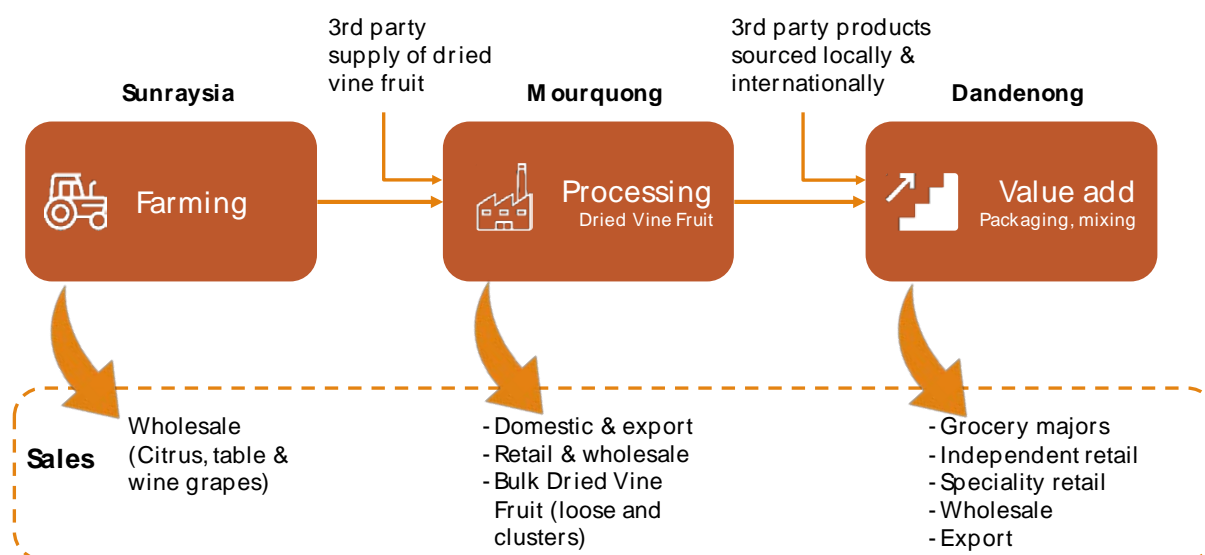 3rd party
supply of dried
vine fruit
3rd party products
sourced locally &
internationally
Sunraysia
Mourquong
Dandenong
Farming
Processing
Dried Vine Fruit
Value add
Packaging, mixing
Sales
Wholesale
(Citrus, table &
wine grapes)
- Domestic & export
- Retail & wholesale
- Bulk Dried Vine
Fruit (loose and
clusters)
- Grocery majors
- Independent retail
- Speciality retail
- Wholesale
- Export